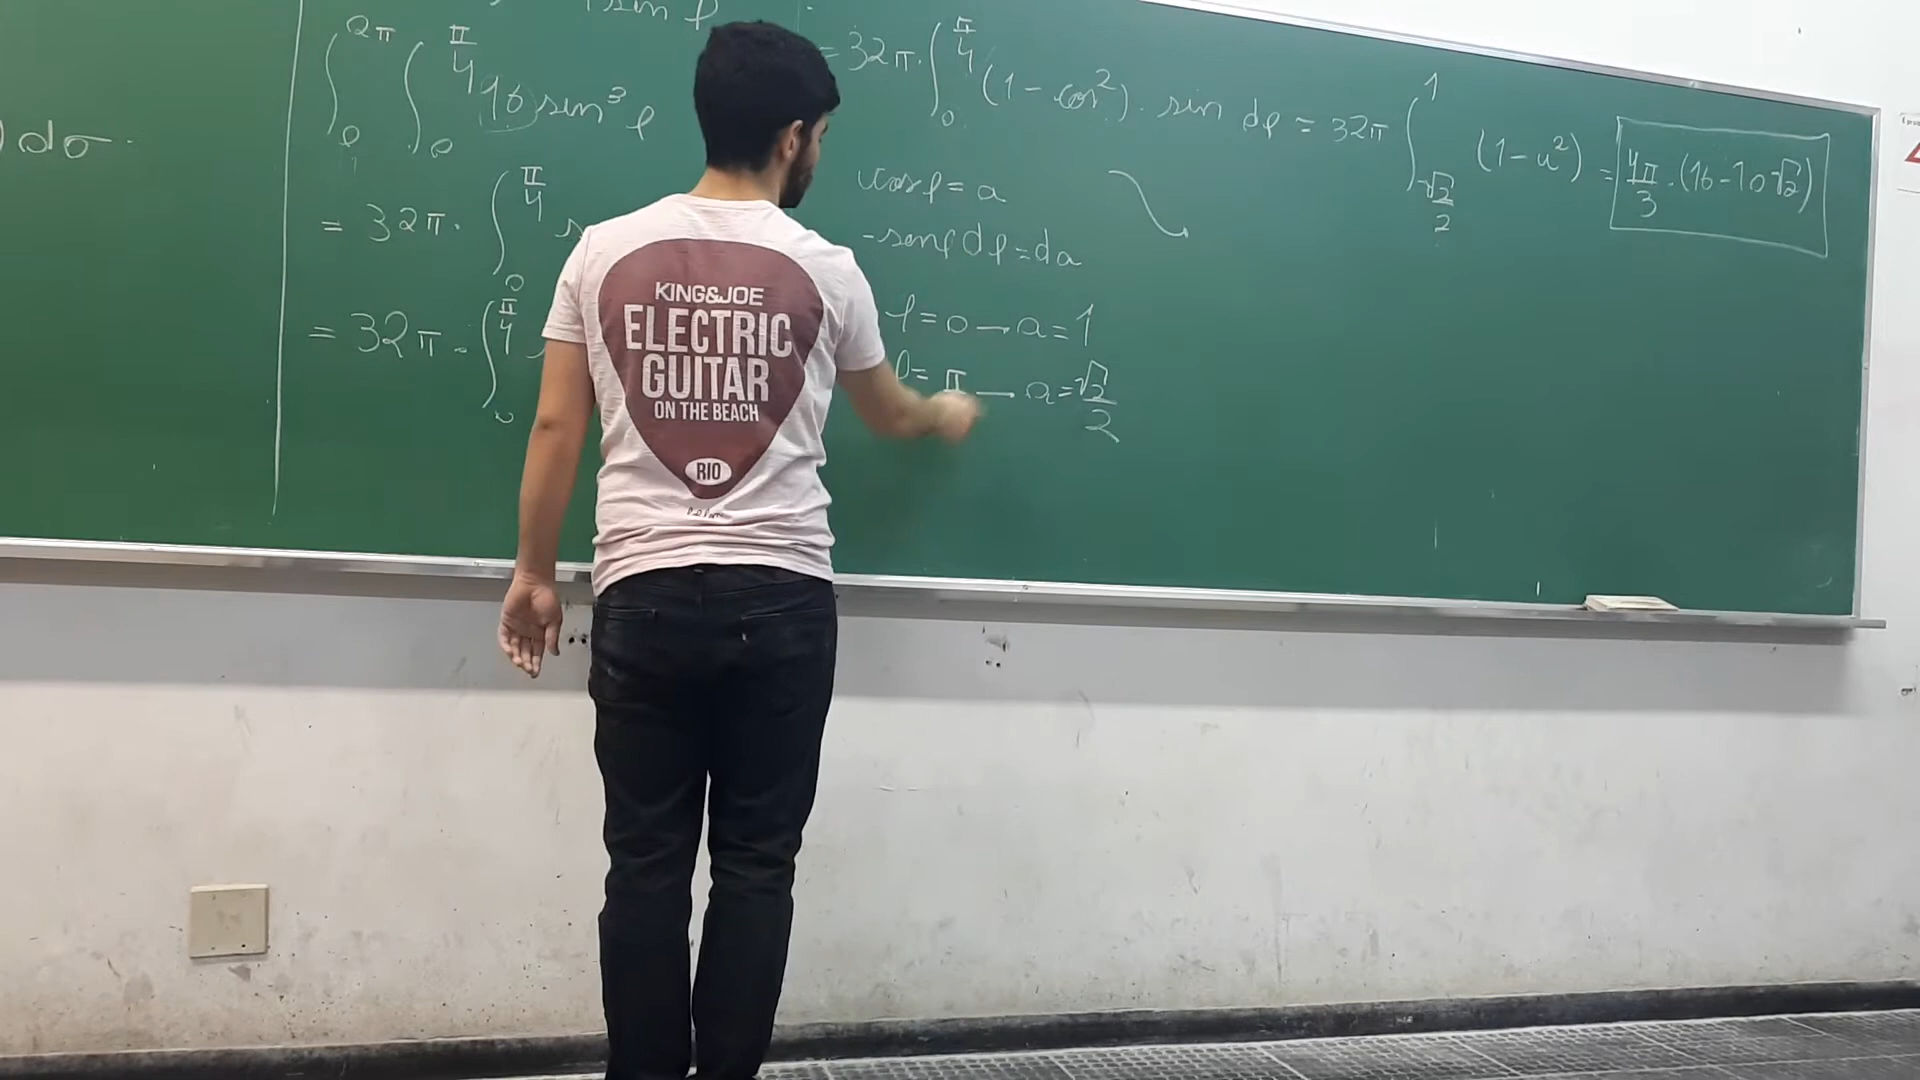 ) dσ
∫₀^{2π} ∫₀^{π/4} 16 sin³ φ
= 32π · ∫₀^{π/4}
= 32π · ∫₀^{π/4}
= 32π · ∫₀^{π/4} (1 - cos²) · sin dφ = 32π ∫_{√2/2}^{1} (1 - u²) = 4π/3 · (16 - 10√2)
cos φ = a
-sen φ dφ = da
φ = 0 → a = 1
φ = π → a = √2/2
KING&JOE
ELECTRIC
GUITAR
ON THE BEACH
RIO